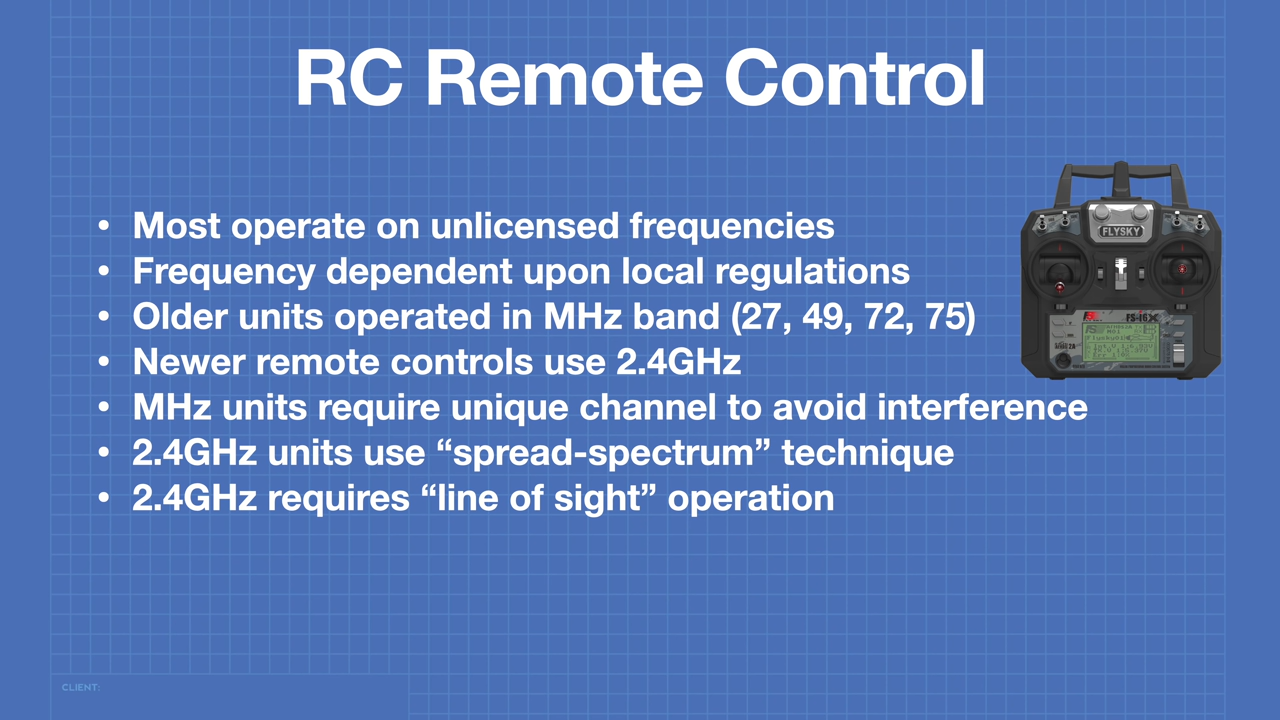 RC Remote Control
• Most operate on unlicensed frequencies
• Frequency dependent upon local regulations
• Older units operated in MHz band (27, 49, 72, 75)
• Newer remote controls use 2.4GHz
• MHz units require unique channel to avoid interference
• 2.4GHz units use “spread-spectrum” technique
• 2.4GHz requires “line of sight” operation
FLYSKY
FS-i6X
CLIENT: